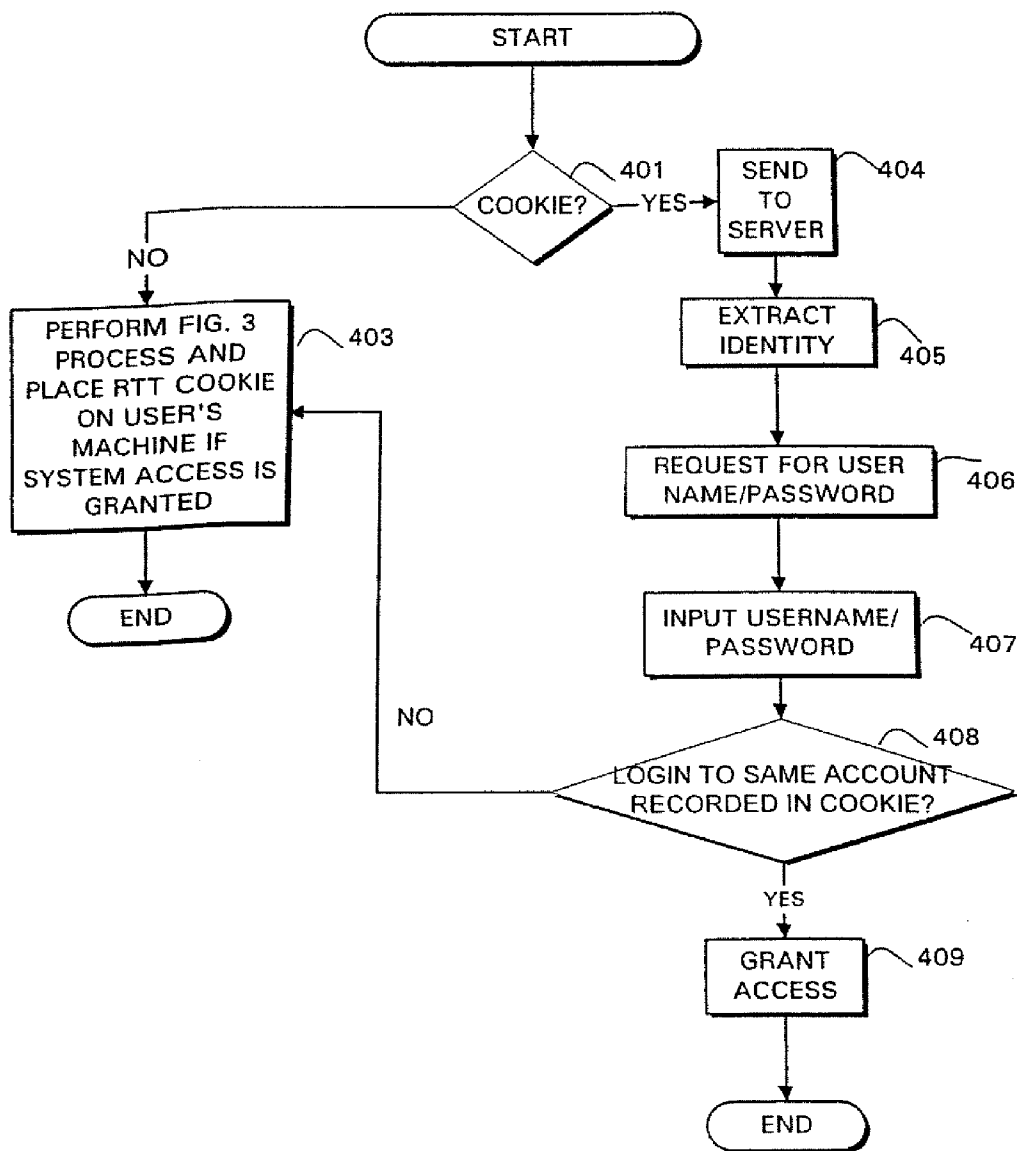 START
COOKIE?
401
YES
SEND
TO
SERVER
404
NO
PERFORM FIG. 3
PROCESS AND
PLACE RTT COOKIE
ON USER'S
MACHINE IF
SYSTEM ACCESS IS
GRANTED
403
END
EXTRACT
IDENTITY
405
REQUEST FOR USER
NAME/PASSWORD
406
INPUT USERNAME/
PASSWORD
407
LOGIN TO SAME ACCOUNT
RECORDED IN COOKIE?
408
NO
YES
GRANT
ACCESS
409
END